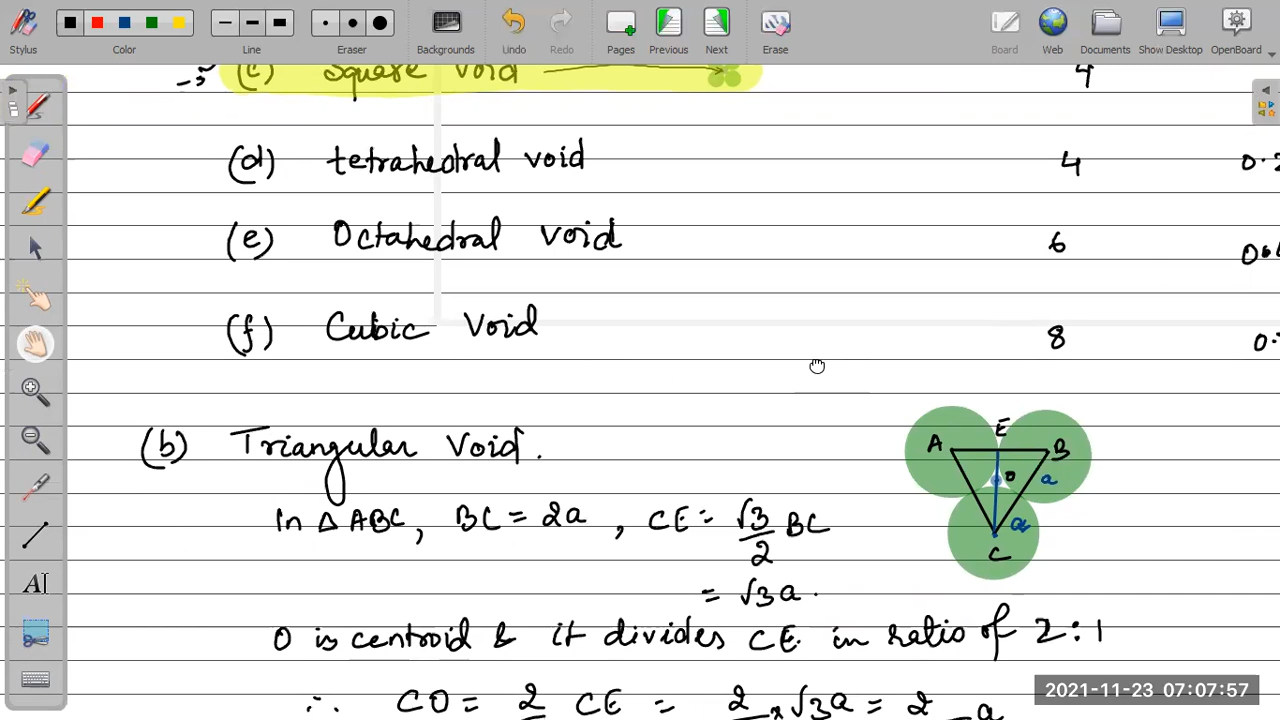 Stylus Color Line Eraser Backgrounds Undo Redo Pages Previous Next Erase Board Web Documents Show Desktop OpenBoard
(c) Square Void 4
(d) tetrahedral void 4
(e) Octahedral Void 6
(f) Cubic Void 8
(b) Triangular Void.
A E B
O a
a
C
In Δ ABC, BC = 2a , CE = √3/2 BC
= √3a .
O is centroid & it divides CE in ratio of 2:1
∴ CO = 2 CE = 2 x √3a = 2 a
2021-11-23 07:07:57